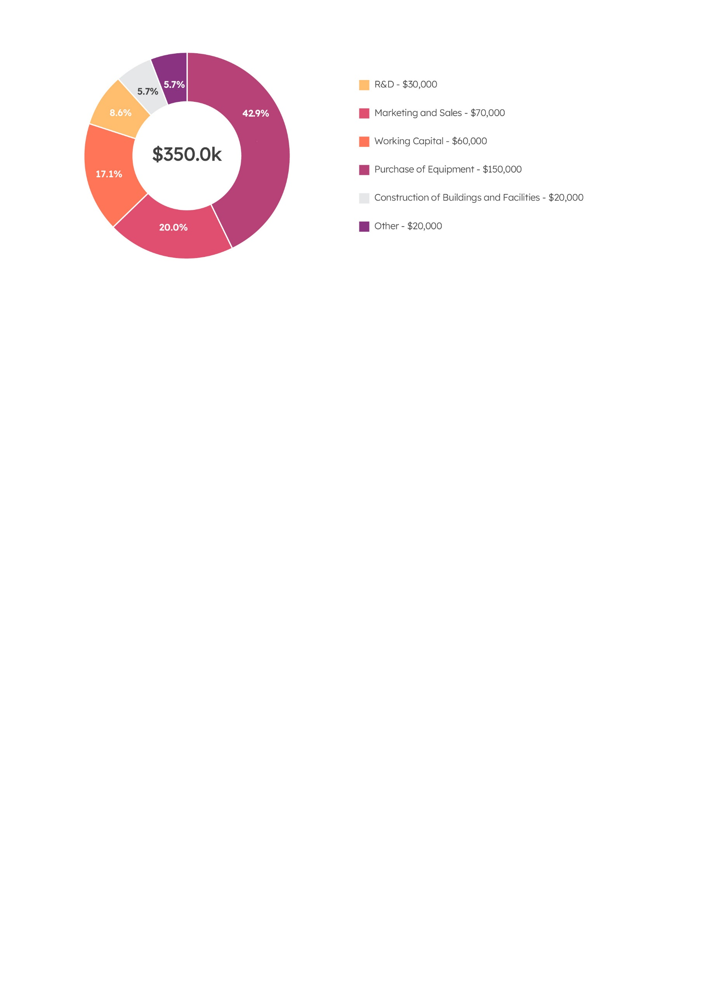 5.7%
5.7%
42.9%
8.6%
$350.0k
17.1%
20.0%
R&D - $30,000
Marketing and Sales - $70,000
Working Capital - $60,000
Purchase of Equipment - $150,000
Construction of Buildings and Facilities - $20,000
Other - $20,000